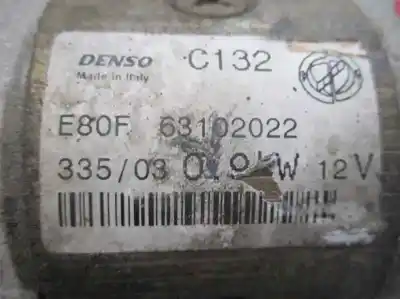 DENSO C132
Made in Italy
E80F 63102022
335/03 0.9kW 12V